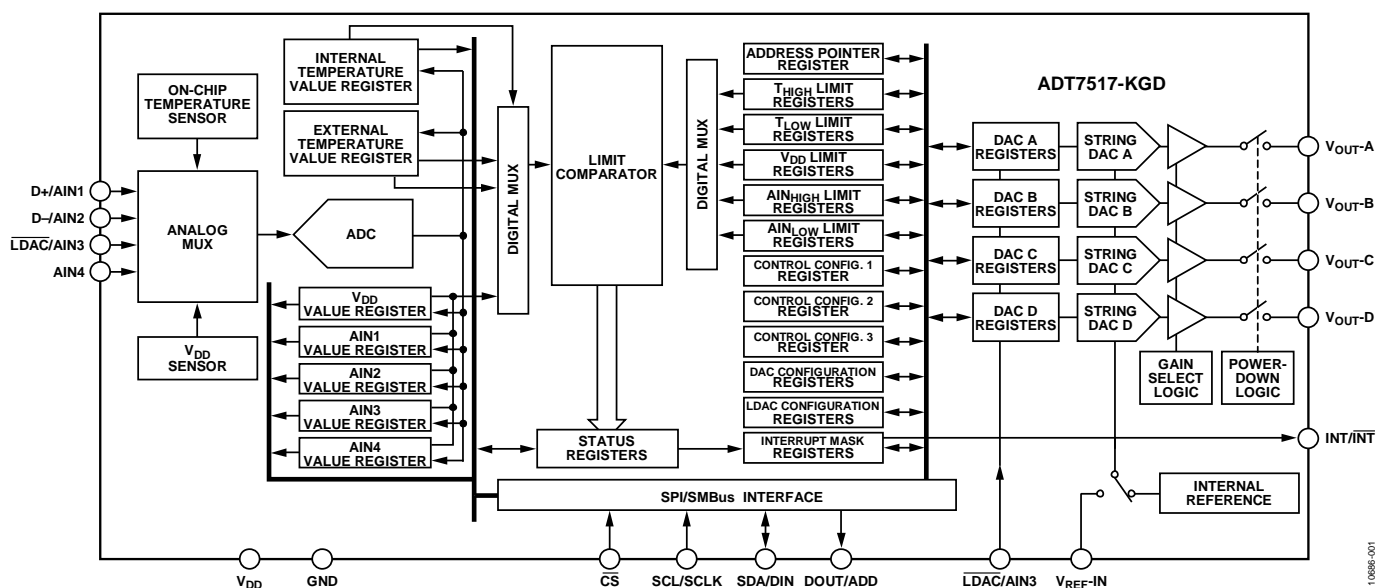 ADT7517-KGD
ON-CHIP
TEMPERATURE
SENSOR
D+/AIN1
D–/AIN2
L̅D̅A̅C̅/AIN3
AIN4
ANALOG
MUX
VDD
SENSOR
INTERNAL
TEMPERATURE
VALUE REGISTER
EXTERNAL
TEMPERATURE
VALUE REGISTER
ADC
VDD
VALUE REGISTER
AIN1
VALUE REGISTER
AIN2
VALUE REGISTER
AIN3
VALUE REGISTER
AIN4
VALUE REGISTER
DIGITAL MUX
LIMIT
COMPARATOR
STATUS
REGISTERS
DIGITAL MUX
ADDRESS POINTER
REGISTER
THIGH LIMIT
REGISTERS
TLOW LIMIT
REGISTERS
VDD LIMIT
REGISTERS
AINHIGH LIMIT
REGISTERS
AINLOW LIMIT
REGISTERS
CONTROL CONFIG. 1
REGISTER
CONTROL CONFIG. 2
REGISTER
CONTROL CONFIG. 3
REGISTER
DAC CONFIGURATION
REGISTERS
LDAC CONFIGURATION
REGISTERS
INTERRUPT MASK
REGISTERS
SPI/SMBus INTERFACE
DAC A
REGISTERS
STRING
DAC A
VOUT-A
DAC B
REGISTERS
STRING
DAC B
VOUT-B
DAC C
REGISTERS
STRING
DAC C
VOUT-C
DAC D
REGISTERS
STRING
DAC D
VOUT-D
GAIN
SELECT
LOGIC
POWER-
DOWN
LOGIC
INT/I̅N̅T̅
INTERNAL
REFERENCE
VDD
GND
C̅S̅
SCL/SCLK
SDA/DIN
DOUT/ADD
L̅D̅A̅C̅/AIN3
VREF-IN
10686-001